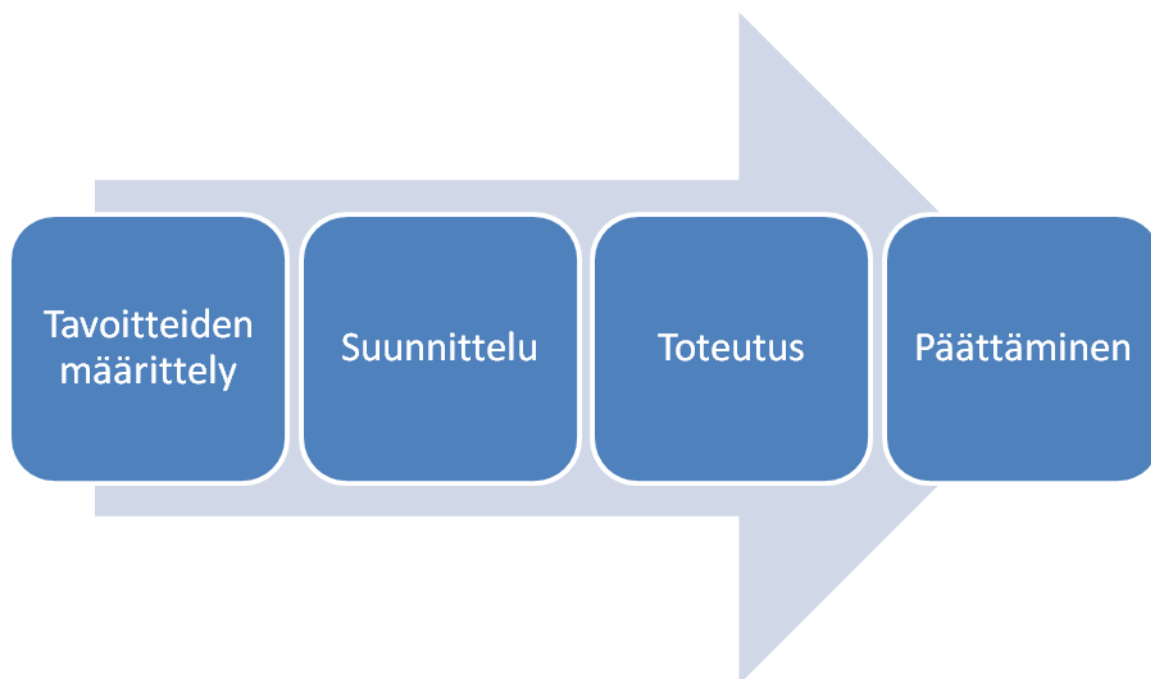 Tavoitteiden
määrittely
Suunnittelu
Toteutus
Päättäminen